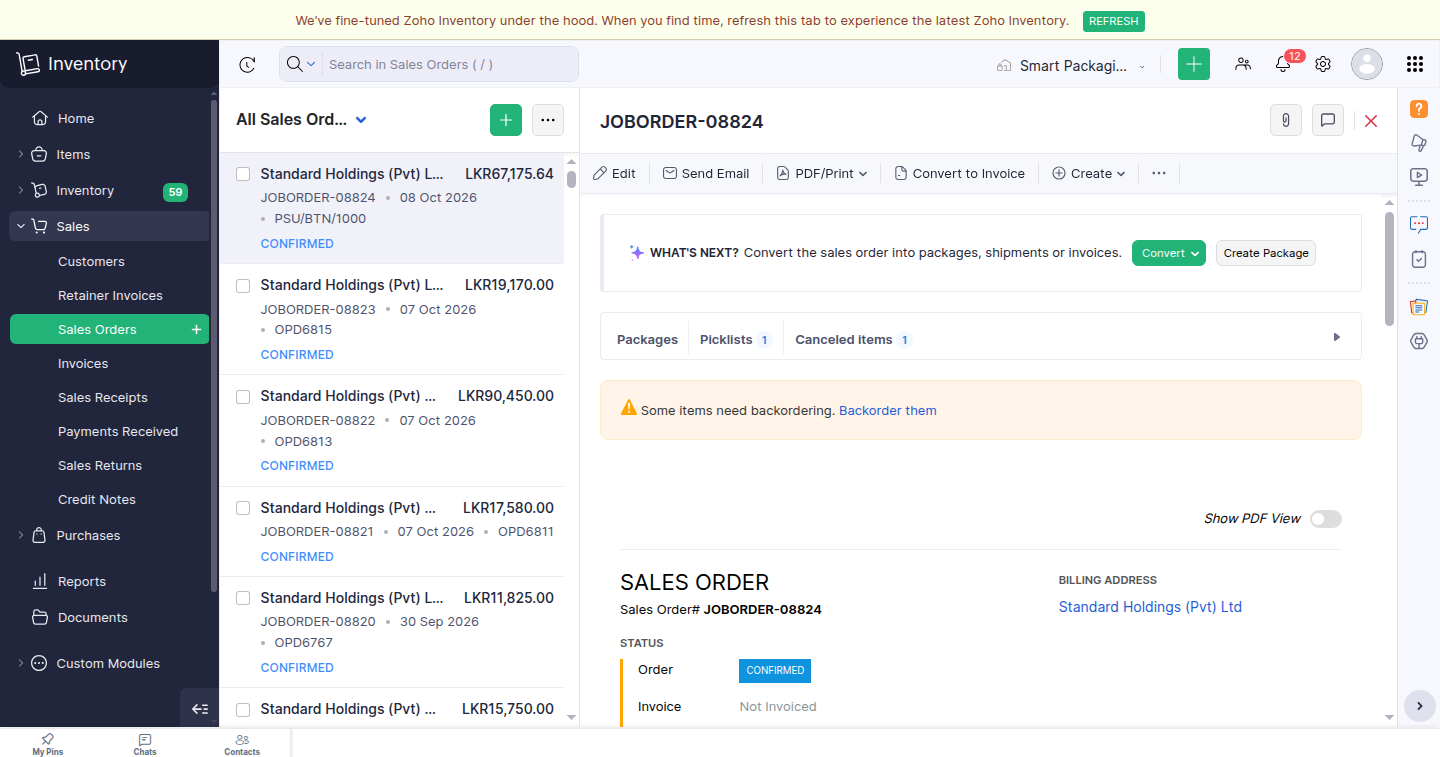 We've fine-tuned Zoho Inventory under the hood. When you find time, refresh this tab to experience the latest Zoho Inventory. REFRESH
Inventory
Search in Sales Orders ( / )
Smart Packagi...
12
Home
Items
Inventory 59
Sales
Customers
Retainer Invoices
Sales Orders +
Invoices
Sales Receipts
Payments Received
Sales Returns
Credit Notes
Purchases
Reports
Documents
Custom Modules
All Sales Ord...
Standard Holdings (Pvt) L... LKR67,175.64
JOBORDER-08824 • 08 Oct 2026
• PSU/BTN/1000
CONFIRMED
Standard Holdings (Pvt) L... LKR19,170.00
JOBORDER-08823 • 07 Oct 2026
• OPD6815
CONFIRMED
Standard Holdings (Pvt) ... LKR90,450.00
JOBORDER-08822 • 07 Oct 2026
• OPD6813
CONFIRMED
Standard Holdings (Pvt) ... LKR17,580.00
JOBORDER-08821 • 07 Oct 2026 • OPD6811
CONFIRMED
Standard Holdings (Pvt) L... LKR11,825.00
JOBORDER-08820 • 30 Sep 2026
• OPD6767
CONFIRMED
Standard Holdings (Pvt) ... LKR15,750.00
JOBORDER-08824
Edit Send Email PDF/Print Convert to Invoice Create
WHAT'S NEXT? Convert the sales order into packages, shipments or invoices. Convert Create Package
Packages Picklists 1 Canceled items 1
Some items need backordering. Backorder them
Show PDF View
SALES ORDER
Sales Order# JOBORDER-08824
BILLING ADDRESS
Standard Holdings (Pvt) Ltd
STATUS
Order CONFIRMED
Invoice Not Invoiced
My Pins Chats Contacts